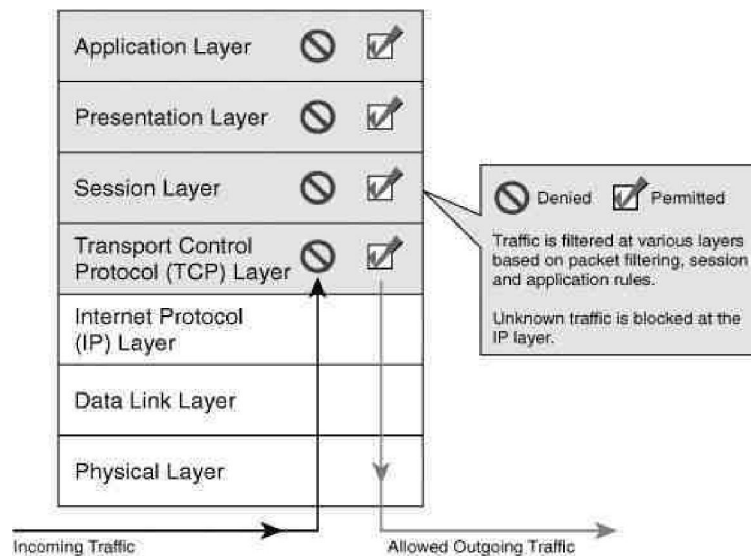 Application Layer
Presentation Layer
Session Layer
Transport Control
Protocol (TCP) Layer
Internet Protocol
(IP) Layer
Data Link Layer
Physical Layer
Denied
Permitted
Traffic is filtered at various layers
based on packet filtering, session
and application rules.
Unknown traffic is blocked at the
IP layer.
Incoming Traffic
Allowed Outgoing Traffic